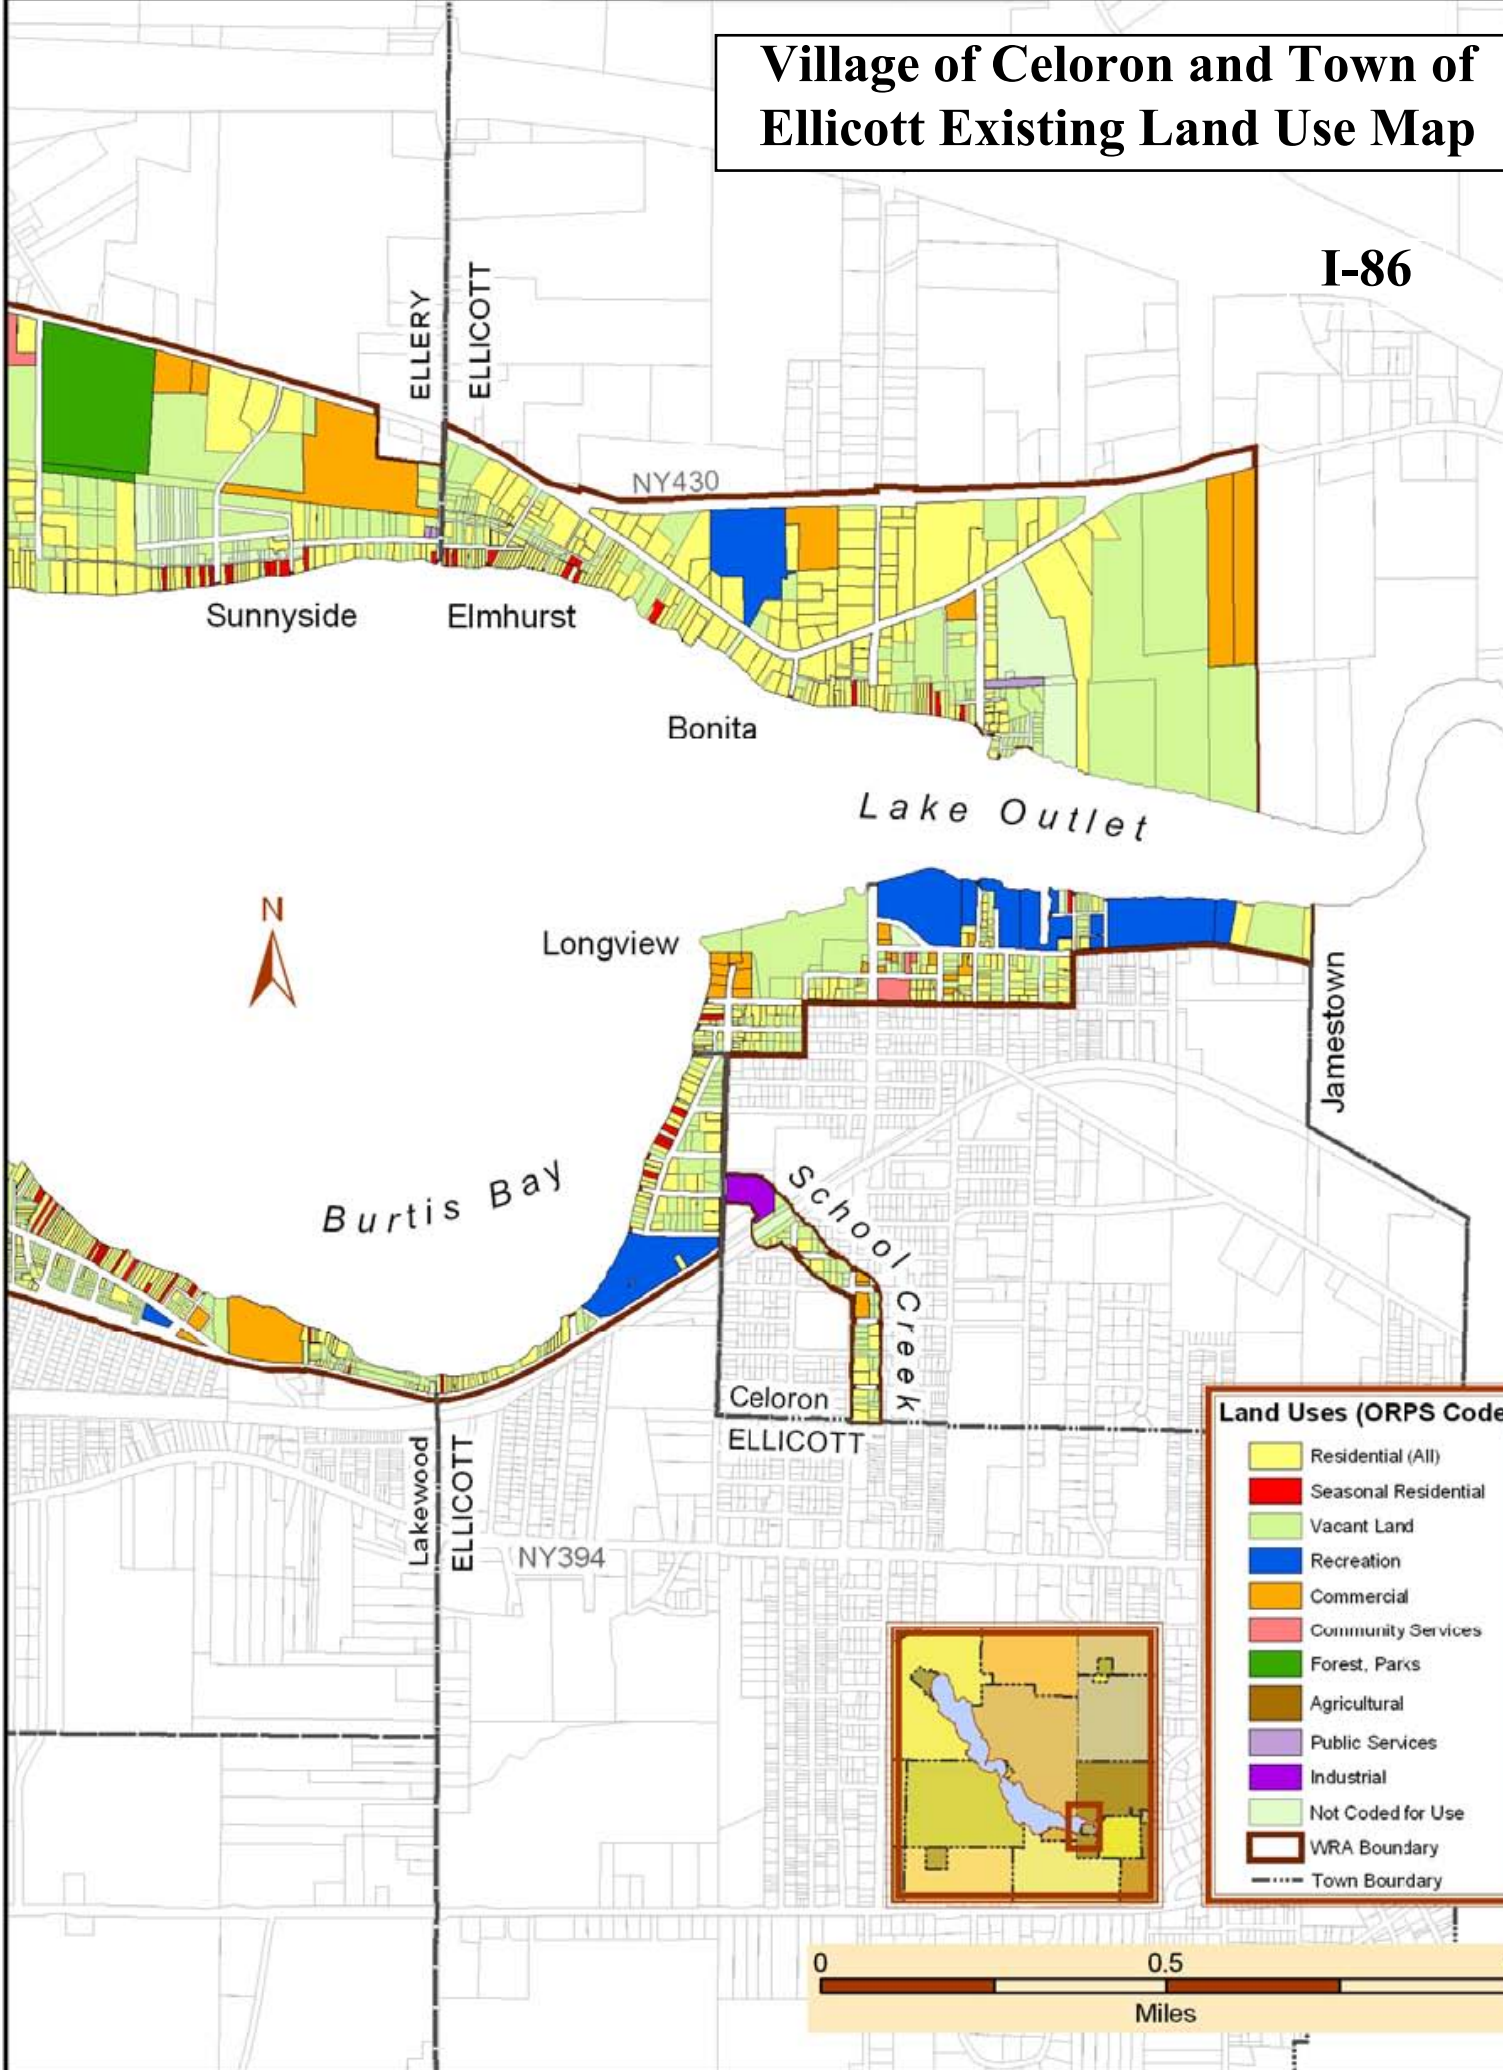 Village of Celoron and Town of
Ellicott Existing Land Use Map
I-86
ELLERY
ELLICOTT
NY430
Sunnyside
Elmhurst
Bonita
Lake Outlet
N
Longview
Jamestown
Burtis Bay
School Creek
Celoron
ELLICOTT
Lakewood
ELLICOTT
NY394
Land Uses (ORPS Code
Residential (All)
Seasonal Residential
Vacant Land
Recreation
Commercial
Community Services
Forest, Parks
Agricultural
Public Services
Industrial
Not Coded for Use
WRA Boundary
Town Boundary
0 0.5
Miles